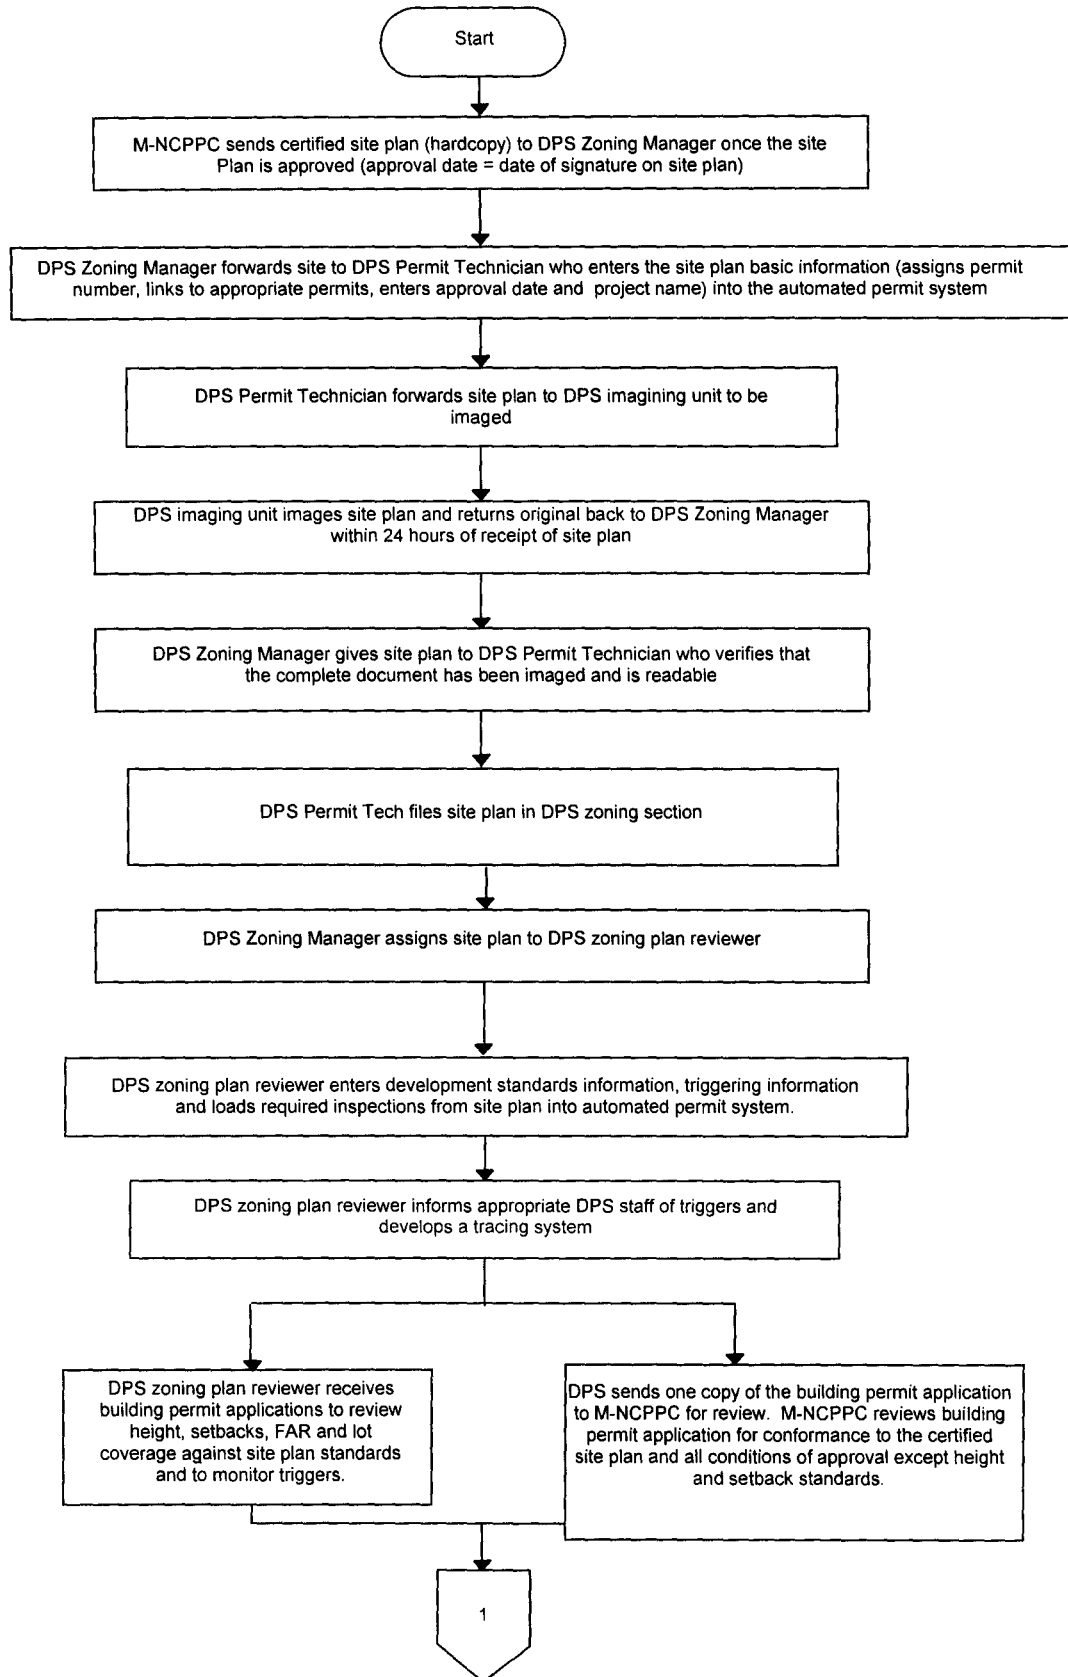 Start
M-NCPPC sends certified site plan (hardcopy) to DPS Zoning Manager once the site
Plan is approved (approval date = date of signature on site plan)
DPS Zoning Manager forwards site to DPS Permit Technician who enters the site plan basic information (assigns permit
number, links to appropriate permits, enters approval date and project name) into the automated permit system
DPS Permit Technician forwards site plan to DPS imagining unit to be
imaged
DPS imaging unit images site plan and returns original back to DPS Zoning Manager
within 24 hours of receipt of site plan
DPS Zoning Manager gives site plan to DPS Permit Technician who verifies that
the complete document has been imaged and is readable
DPS Permit Tech files site plan in DPS zoning section
DPS Zoning Manager assigns site plan to DPS zoning plan reviewer
DPS zoning plan reviewer enters development standards information, triggering information
and loads required inspections from site plan into automated permit system.
DPS zoning plan reviewer informs appropriate DPS staff of triggers and
develops a tracing system
DPS zoning plan reviewer receives
building permit applications to review
height, setbacks, FAR and lot
coverage against site plan standards
and to monitor triggers.
DPS sends one copy of the building permit application
to M-NCPPC for review. M-NCPPC reviews building
permit application for conformance to the certified
site plan and all conditions of approval except height
and setback standards.
1